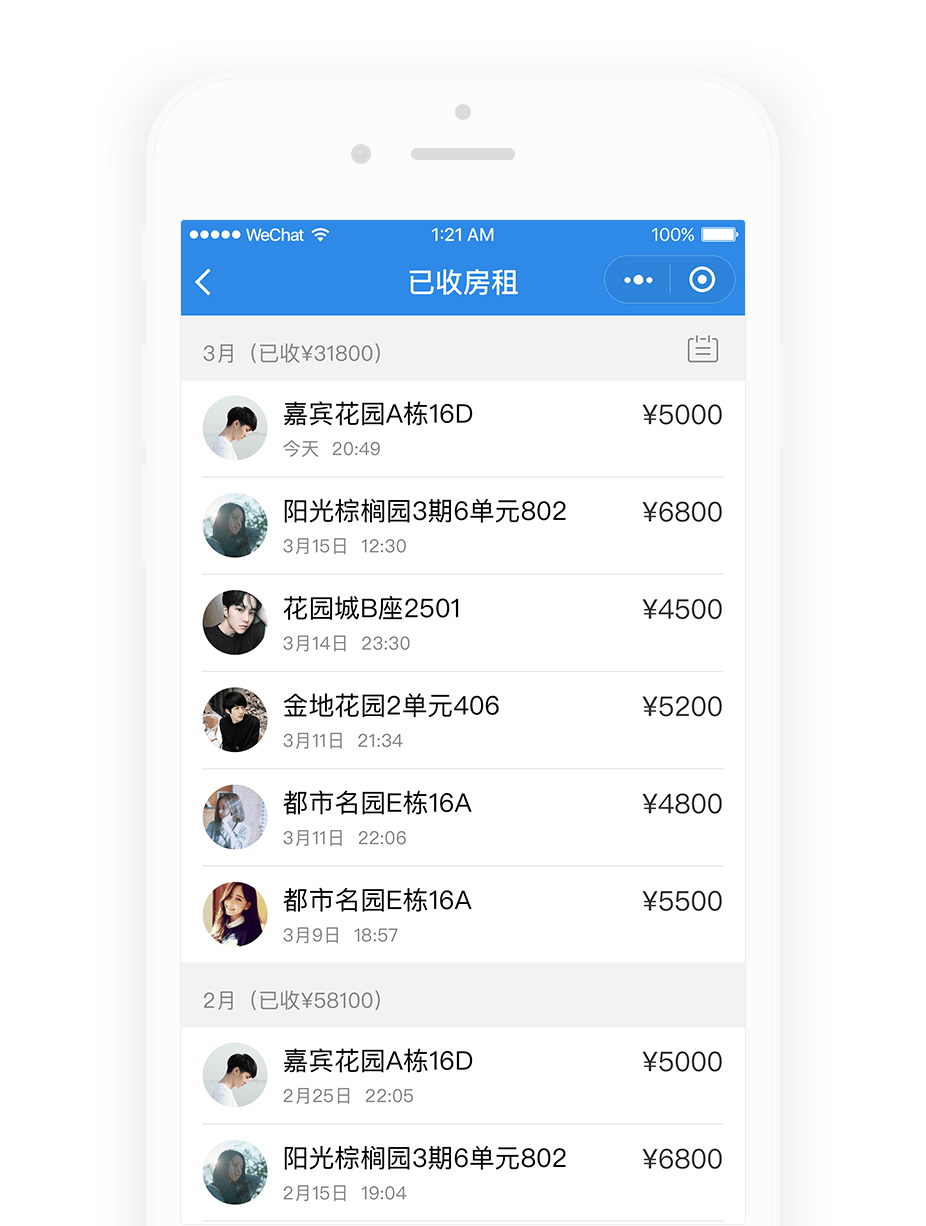 WeChat 1:21 AM 100%
已收房租
3月（已收¥31800）
嘉宾花园A栋16D ¥5000
今天 20:49
阳光棕榈园3期6单元802 ¥6800
3月15日 12:30
花园城B座2501 ¥4500
3月14日 23:30
金地花园2单元406 ¥5200
3月11日 21:34
都市名园E栋16A ¥4800
3月11日 22:06
都市名园E栋16A ¥5500
3月9日 18:57
2月（已收¥58100）
嘉宾花园A栋16D ¥5000
2月25日 22:05
阳光棕榈园3期6单元802 ¥6800
2月15日 19:04